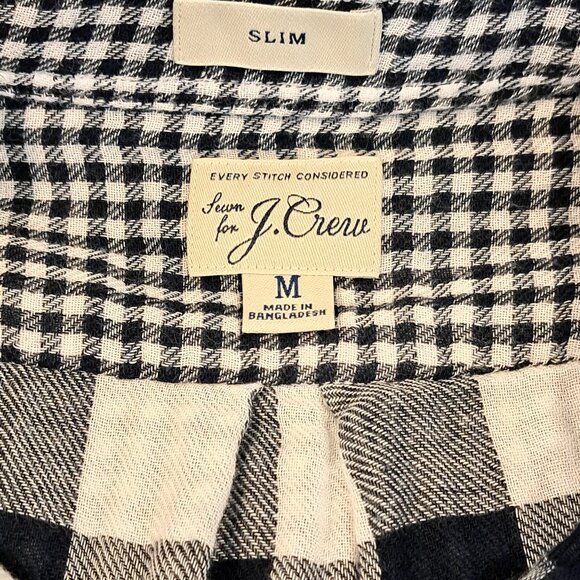 SLIM
EVERY STITCH CONSIDERED
Sewn
for J.Crew
M
MADE IN
BANGLADESH